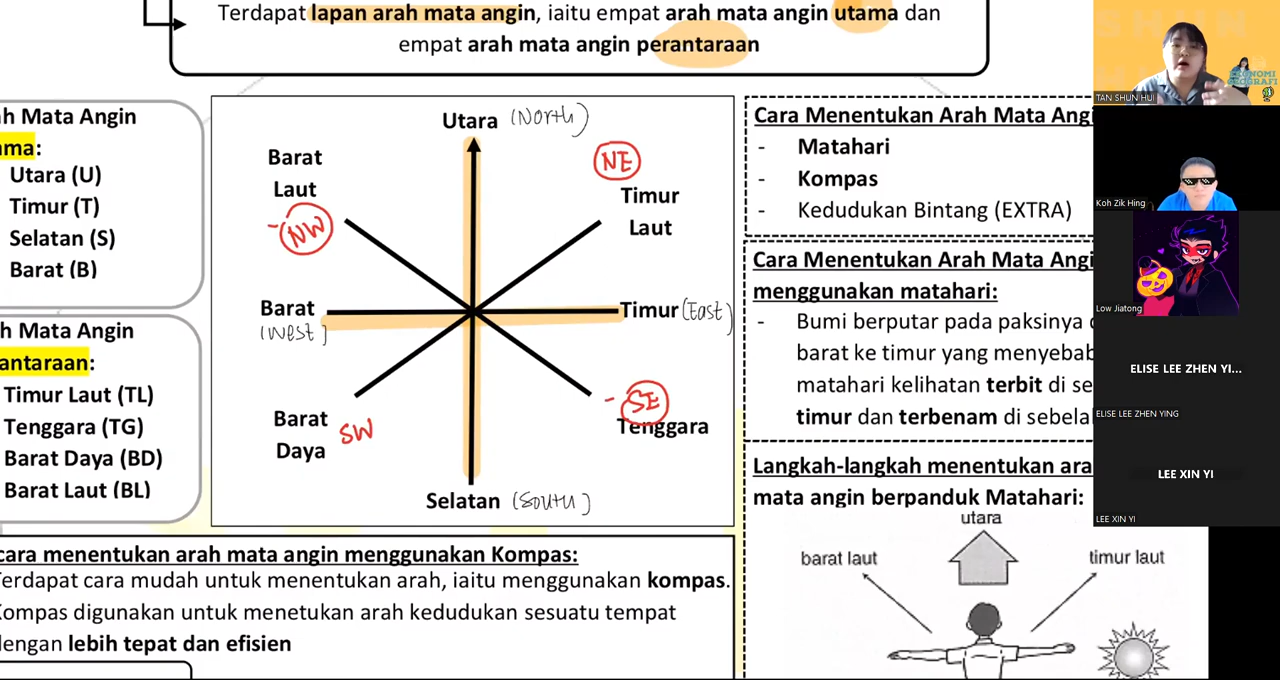 Terdapat lapan arah mata angin, iaitu empat arah mata angin utama dan
empat arah mata angin perantaraan
Mata Angin
Utara (U)
Timur (T)
Selatan (S)
Barat (B)
Mata Angin
Timur Laut (TL)
Tenggara (TG)
Barat Daya (BD)
Barat Laut (BL)
Utara (North)
Barat
Laut
NW
NE
Timur
Laut
Barat
(West)
Timur (East)
Barat
Daya
SW
SE
Tenggara
Selatan (South)
cara menentukan arah mata angin menggunakan Kompas:
Terdapat cara mudah untuk menentukan arah, iaitu menggunakan kompas.
Kompas digunakan untuk menetukan arah kedudukan sesuatu tempat
dengan lebih tepat dan efisien
Cara Menentukan Arah Mata Angi
- Matahari
- Kompas
- Kedudukan Bintang (EXTRA)
Cara Menentukan Arah Mata Angi
menggunakan matahari:
- Bumi berputar pada paksinya
barat ke timur yang menyebab
matahari kelihatan terbit di se
timur dan terbenam di sebela
Langkah-langkah menentukan ara
mata angin berpanduk Matahari:
utara
barat laut
timur laut
EKONOMI
GEOGRAFI
TAN SHUN HUI
Koh Zik Hing
Low Jiatong
ELISE LEE ZHEN YI...
ELISE LEE ZHEN YING
LEE XIN YI
LEE XIN YI